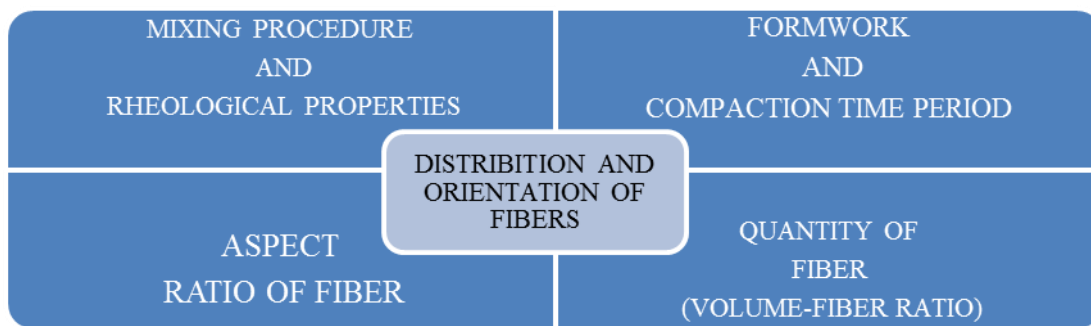 MIXING PROCEDURE
AND
RHEOLOGICAL PROPERTIES
FORMWORK
AND
COMPACTION TIME PERIOD
DISTRIBITION AND
ORIENTATION OF
FIBERS
ASPECT
RATIO OF FIBER
QUANTITY OF
FIBER
(VOLUME-FIBER RATIO)